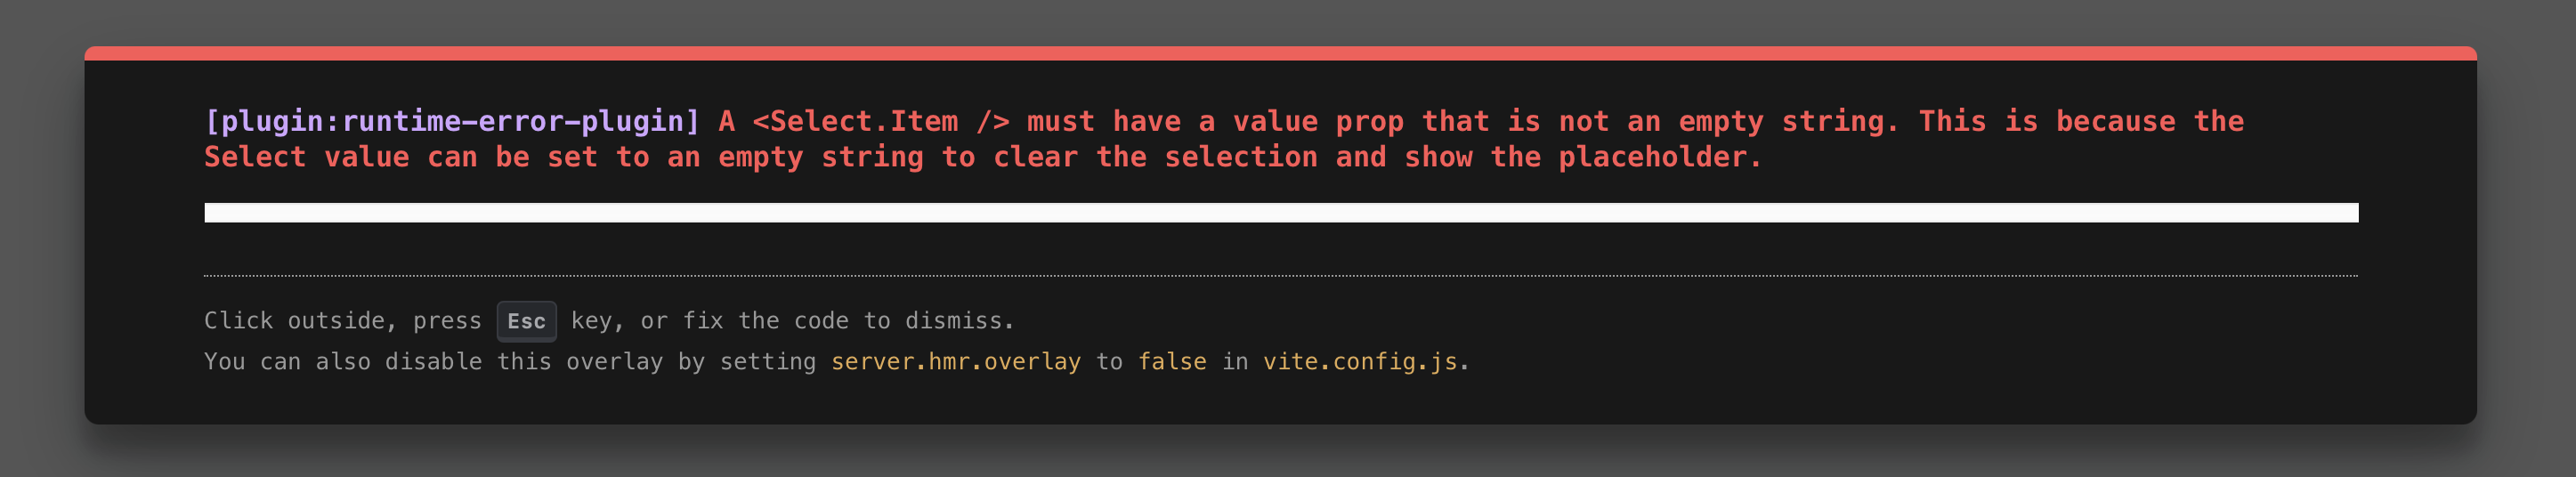 [plugin:runtime-error-plugin] A <Select.Item /> must have a value prop that is not an empty string. This is because the
Select value can be set to an empty string to clear the selection and show the placeholder.
Click outside, press Esc key, or fix the code to dismiss.
You can also disable this overlay by setting server.hmr.overlay to false in vite.config.js.